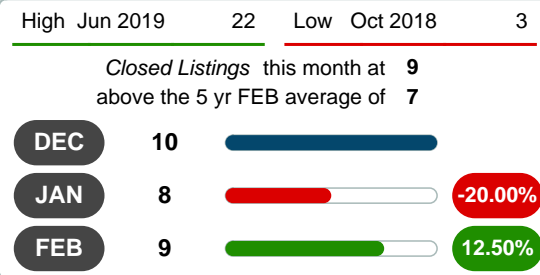 High Jun 2019 22 Low Oct 2018 3
Closed Listings this month at 9
above the 5 yr FEB average of 7
DEC 10
JAN 8 -20.00%
FEB 9 12.50%